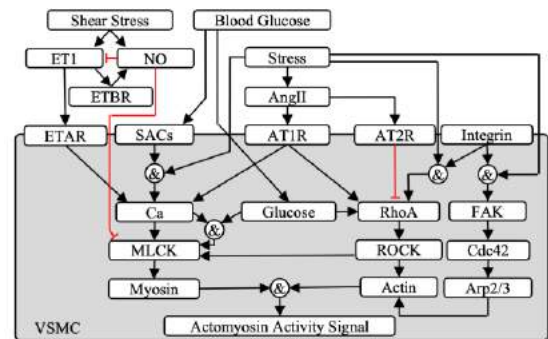 Shear Stress
Blood Glucose
ET1
NO
Stress
ETBR
AngII
ETAR
SACs
AT1R
AT2R
Integrin
&
&
&
Ca
&
Glucose
RhoA
FAK
MLCK
ROCK
Cdc42
Myosin
&
Actin
Arp2/3
VSMC
Actomyosin Activity Signal